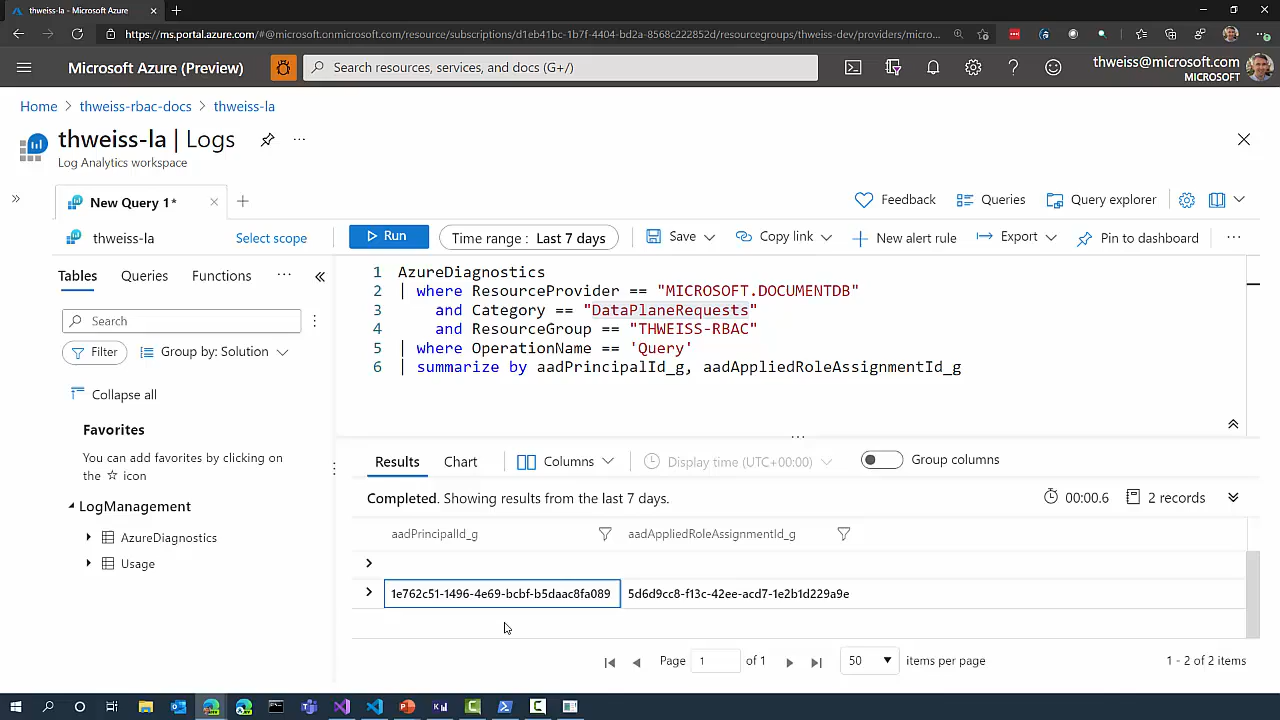 thweiss-la - Microsoft Azure
https://ms.portal.azure.com/#@microsoft.onmicrosoft.com/resource/subscriptions/d1eb41bc-1b7f-4404-bd2a-8568c222852d/resourcegroups/thweiss-dev/providers/micro...
Microsoft Azure (Preview)
Search resources, services, and docs (G+/)
thweiss@microsoft.com
MICROSOFT
Home > thweiss-rbac-docs > thweiss-la
thweiss-la | Logs
Log Analytics workspace
New Query 1*
Feedback
Queries
Query explorer
thweiss-la
Select scope
Run
Time range : Last 7 days
Save
Copy link
New alert rule
Export
Pin to dashboard
Tables
Queries
Functions
Search
Filter
Group by: Solution
Collapse all
Favorites
You can add favorites by clicking on
the ☆ icon
LogManagement
AzureDiagnostics
Usage
1 AzureDiagnostics
2 | where ResourceProvider == "MICROSOFT.DOCUMENTDB"
3 and Category == "DataPlaneRequests"
4 and ResourceGroup == "THWEISS-RBAC"
5 | where OperationName == 'Query'
6 | summarize by aadPrincipalId_g, aadAppliedRoleAssignmentId_g
Results
Chart
Columns
Display time (UTC+00:00)
Group columns
Completed. Showing results from the last 7 days.
00:00.6
2 records
aadPrincipalId_g
aadAppliedRoleAssignmentId_g
1e762c51-1496-4e69-bcbf-b5daac8fa089
5d6d9cc8-f13c-42ee-acd7-1e2b1d229a9e
Page 1 of 1
50 items per page
1 - 2 of 2 items